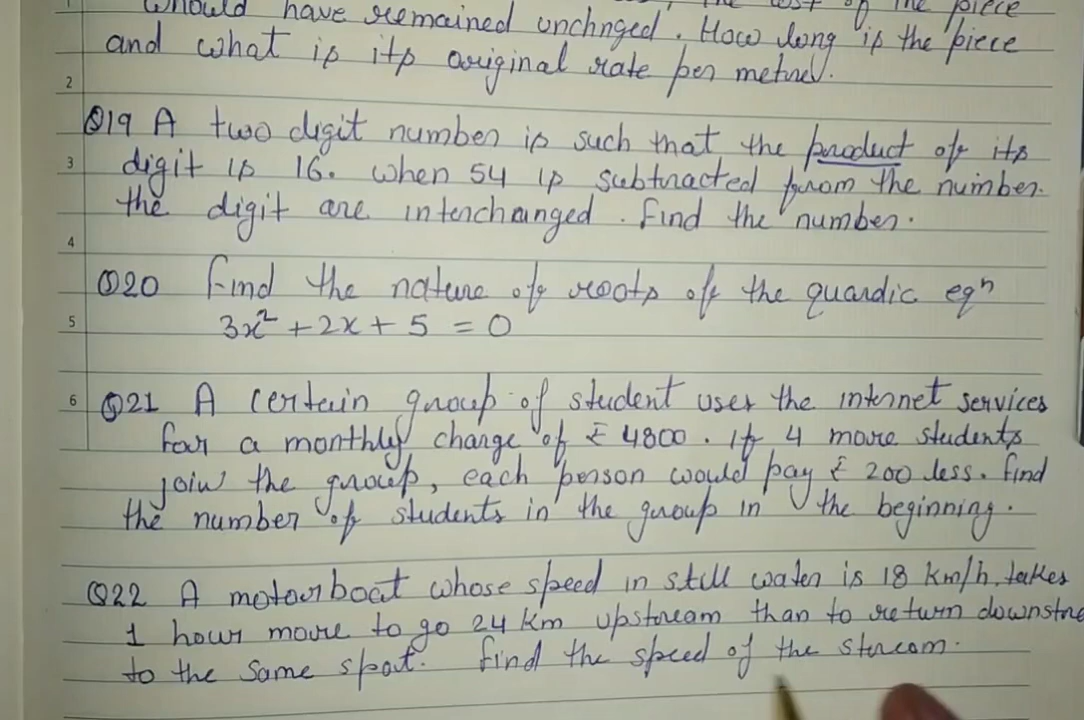 Whould have remained unchnged. How long is the piece
and what is its original rate per metre.
2
Q19 A two digit number is such that the product of its
3 digit is 16. when 54 is subtracted from the number.
the digit are interchanged. Find the number.
4
Q20 Find the nature of roots of the quardic eqⁿ
5 3x² + 2x + 5 = 0
6 Q21 A certain group of student uses the internet services
for a monthly charge of ₹ 4800. If 4 more students
join the group, each person would pay ₹ 200 less. Find
the number of students in the group in the beginning.
Q22 A motorboat whose speed in still water is 18 km/h, takes
1 hour more to go 24 km upstream than to return downstre
to the same spot. find the speed of the stream.